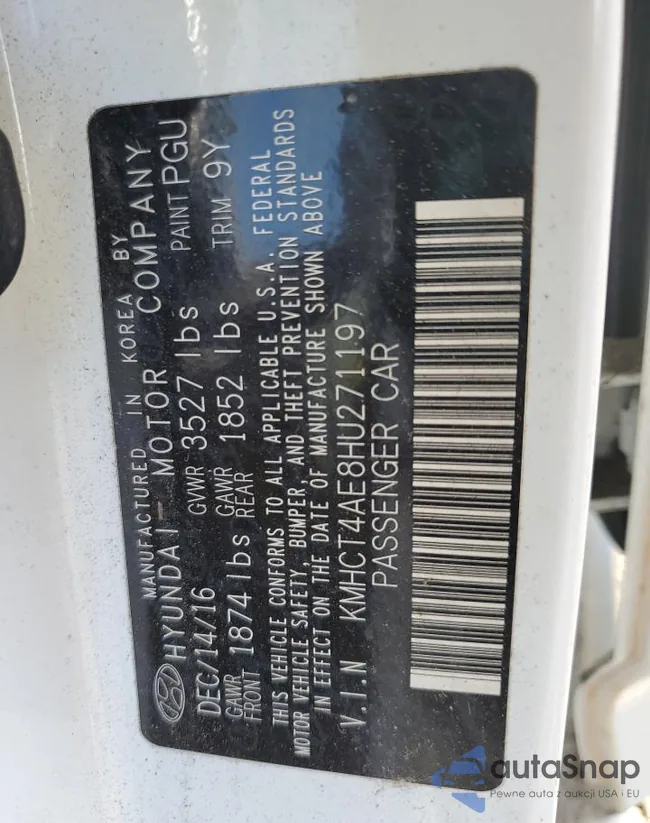 MANUFACTURED IN KOREA BY
HYUNDAI - MOTOR COMPANY
DEC/14/16 GVWR 3527 lbs PAINT PGU
GAWR FRONT 1874 lbs GAWR REAR 1852 lbs TRIM 9Y
THIS VEHICLE CONFORMS TO ALL APPLICABLE U.S.A. FEDERAL
MOTOR VEHICLE SAFETY, BUMPER, AND THEFT PREVENTION STANDARDS
IN EFFECT ON THE DATE OF MANUFACTURE SHOWN ABOVE
V.I.N KMHCT4AE8HU271197
PASSENGER CAR
autaSnap
Pewne auta z aukcji USA i EU